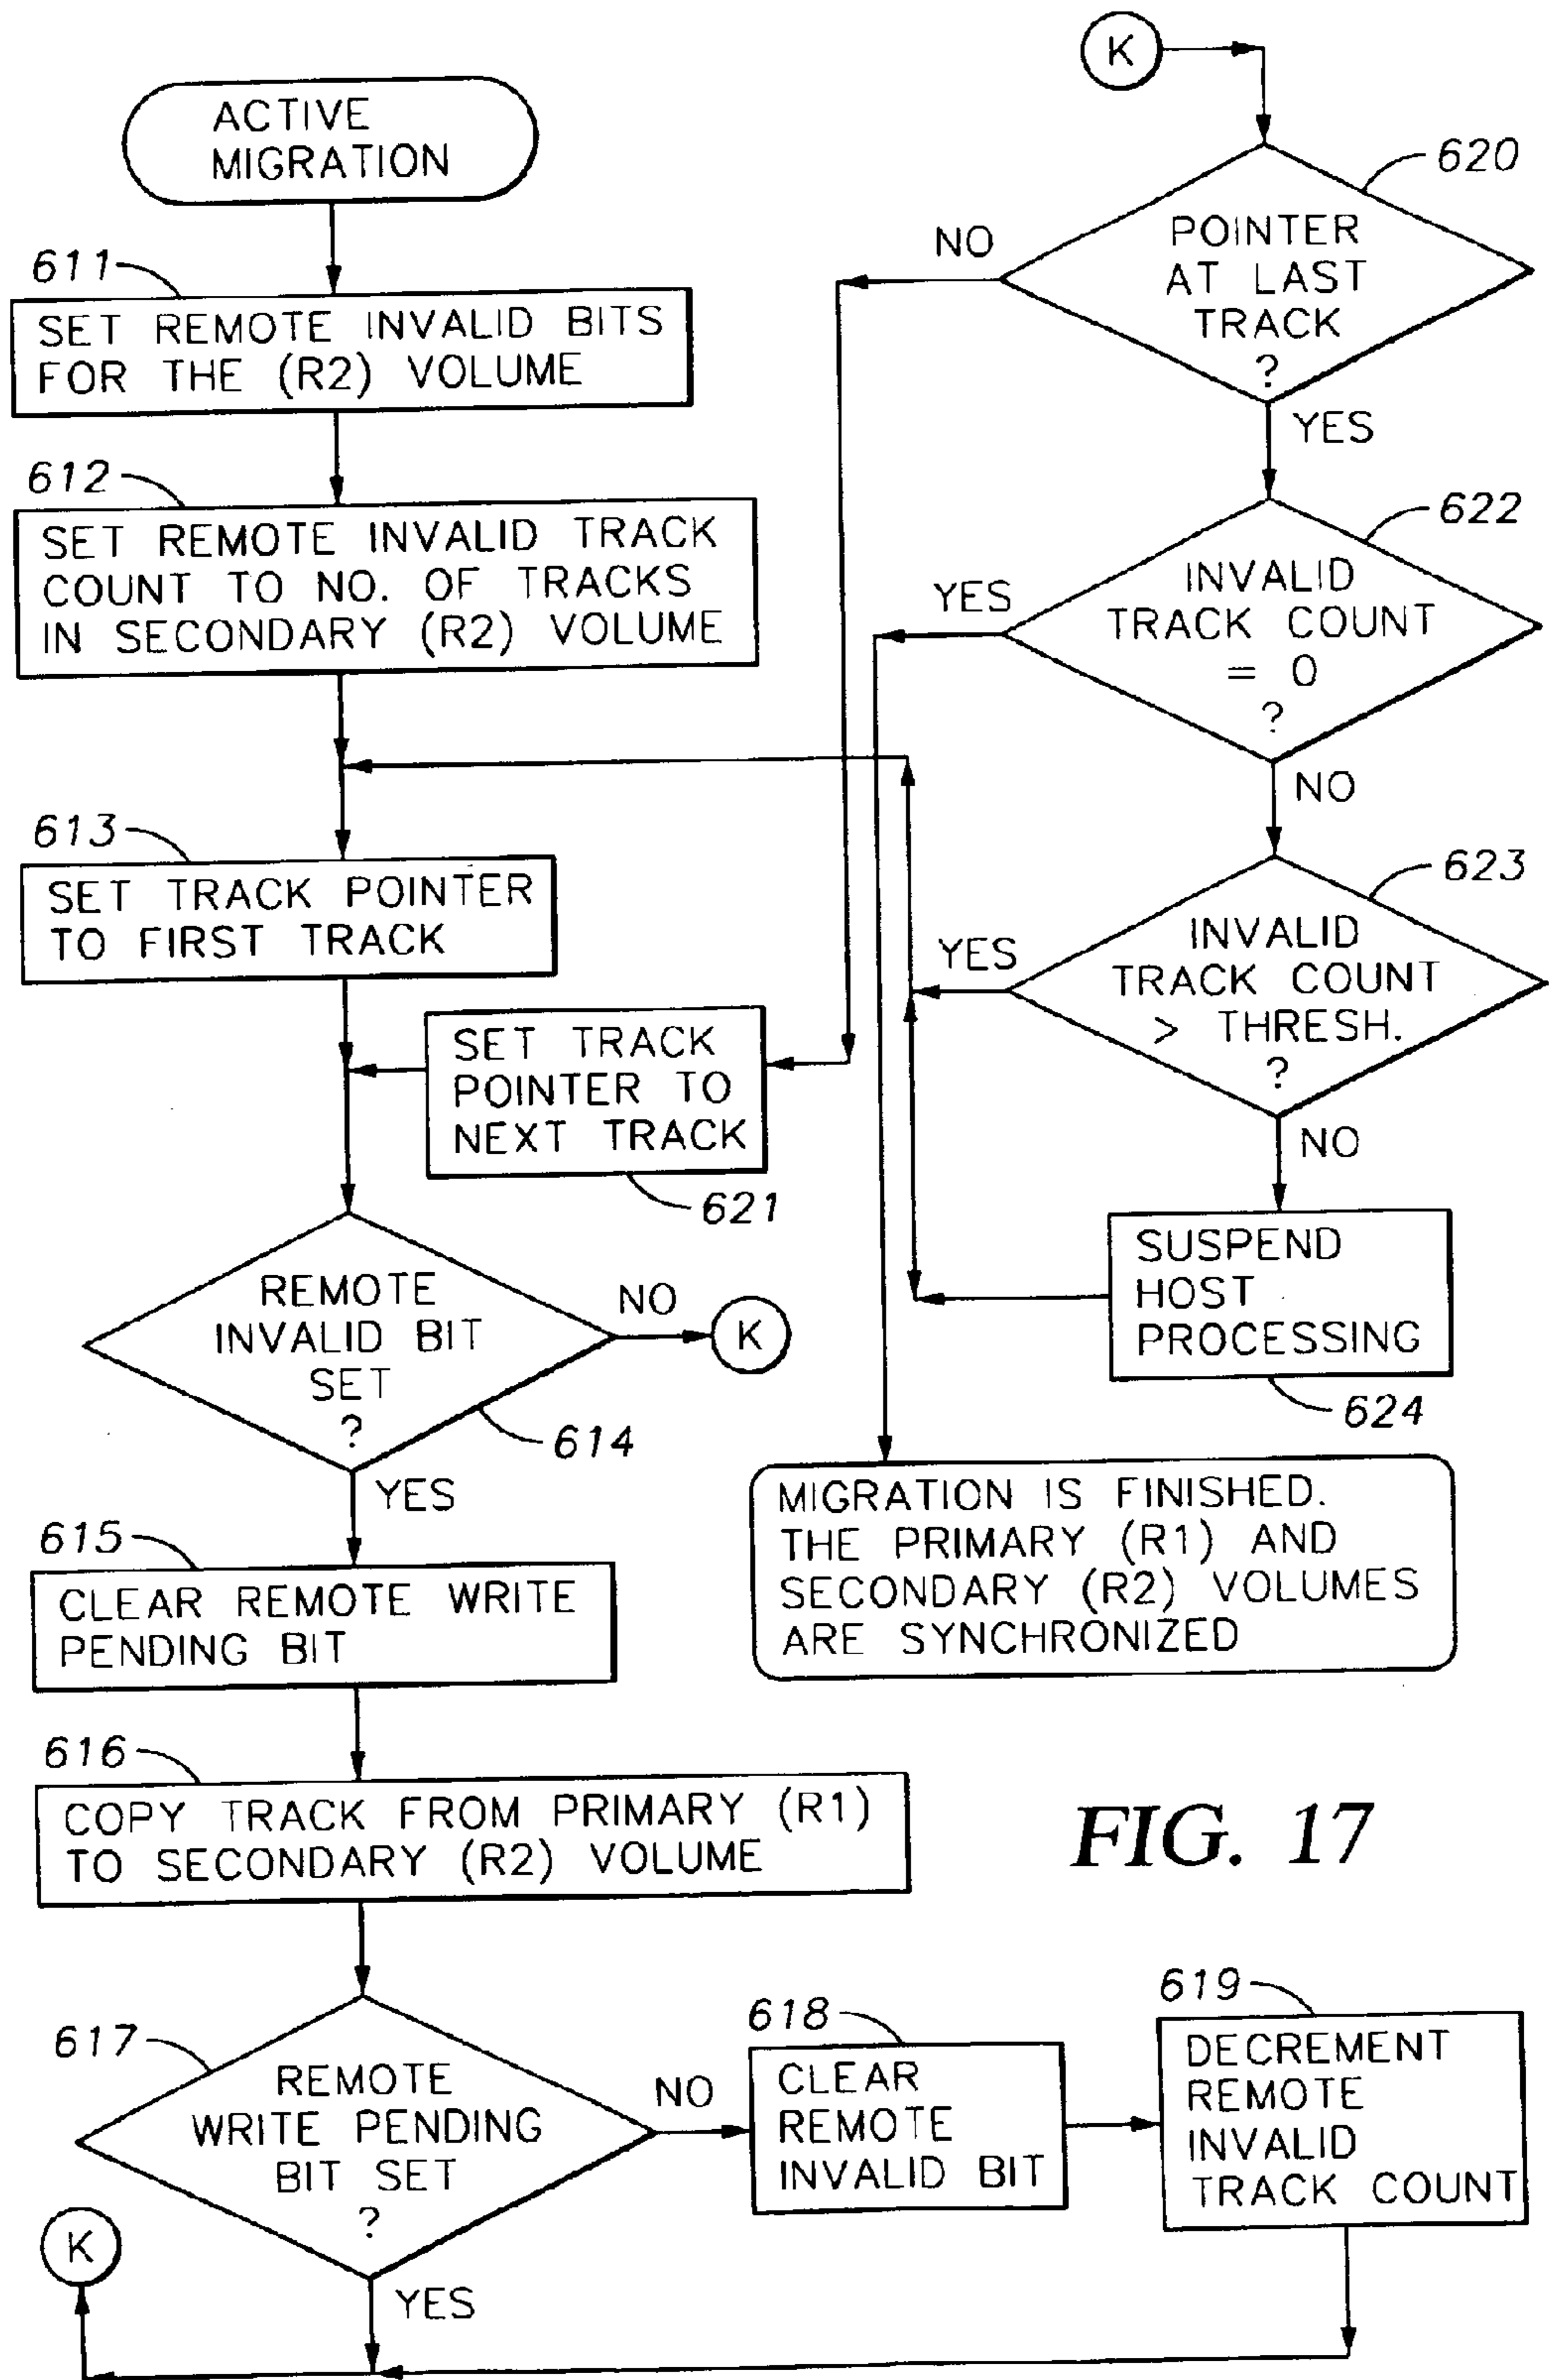 ACTIVE
MIGRATION
611
SET REMOTE INVALID BITS
FOR THE (R2) VOLUME
612
SET REMOTE INVALID TRACK
COUNT TO NO. OF TRACKS
IN SECONDARY (R2) VOLUME
613
SET TRACK POINTER
TO FIRST TRACK
SET TRACK
POINTER TO
NEXT TRACK
621
REMOTE
INVALID BIT
SET
?
NO
K
614
YES
615
CLEAR REMOTE WRITE
PENDING BIT
616
COPY TRACK FROM PRIMARY (R1)
TO SECONDARY (R2) VOLUME
617
REMOTE
WRITE PENDING
BIT SET
?
NO
YES
K
618
CLEAR
REMOTE
INVALID BIT
619
DECREMENT
REMOTE
INVALID
TRACK COUNT
K
620
POINTER
AT LAST
TRACK
?
NO
YES
622
INVALID
TRACK COUNT
= 0
?
YES
NO
623
INVALID
TRACK COUNT
> THRESH.
?
YES
NO
SUSPEND
HOST
PROCESSING
624
MIGRATION IS FINISHED.
THE PRIMARY (R1) AND
SECONDARY (R2) VOLUMES
ARE SYNCHRONIZED
FIG. 17